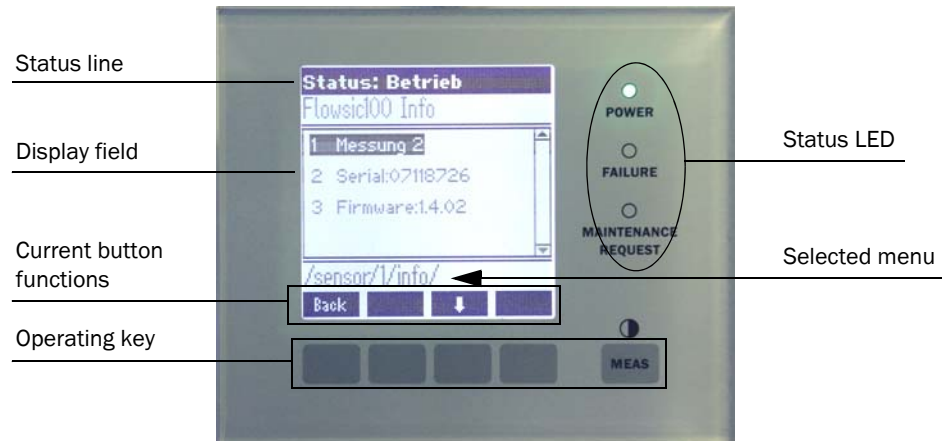 Status line
Display field
Current button
functions
Operating key
Status: Betrieb
Flowsic100 Info
1 Messung 2
2 Serial:07118726
3 Firmware:1.4.02
/sensor/1/info/
Back
POWER
FAILURE
MAINTENANCE
REQUEST
MEAS
Status LED
Selected menu